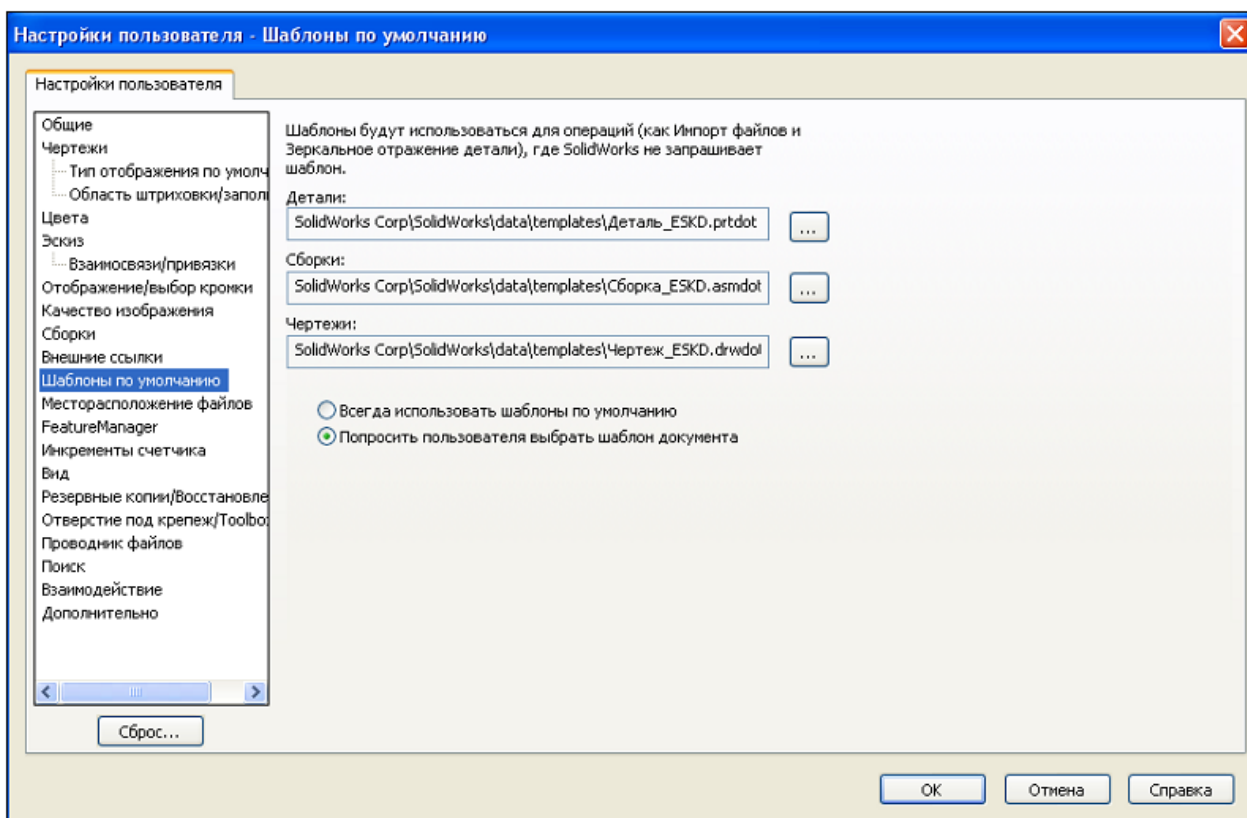 Настройки пользователя - Шаблоны по умолчанию
Настройки пользователя
Общие
Чертежи
Тип отображения по умолч
Область штриховки/запол
Цвета
Эскиз
Взаимосвязи/привязки
Отображение/выбор кромки
Качество изображения
Сборки
Внешние ссылки
Шаблоны по умолчанию
Месторасположение файлов
FeatureManager
Инкременты счетчика
Вид
Резервные копии/Восстановле
Отверстие под крепеж/Toolbo
Проводник файлов
Поиск
Взаимодействие
Дополнительно
Сброс...
Шаблоны будут использоваться для операций (как Импорт файлов и
Зеркальное отражение детали), где SolidWorks не запрашивает
шаблон.
Детали:
SolidWorks Corp\SolidWorks\data\templates\Деталь_ESKD.prtdot
...
Сборки:
SolidWorks Corp\SolidWorks\data\templates\Сборка_ESKD.asmdot
...
Чертежи:
SolidWorks Corp\SolidWorks\data\templates\Чертеж_ESKD.drwdot
...
Всегда использовать шаблоны по умолчанию
Попросить пользователя выбрать шаблон документа
OK
Отмена
Справка